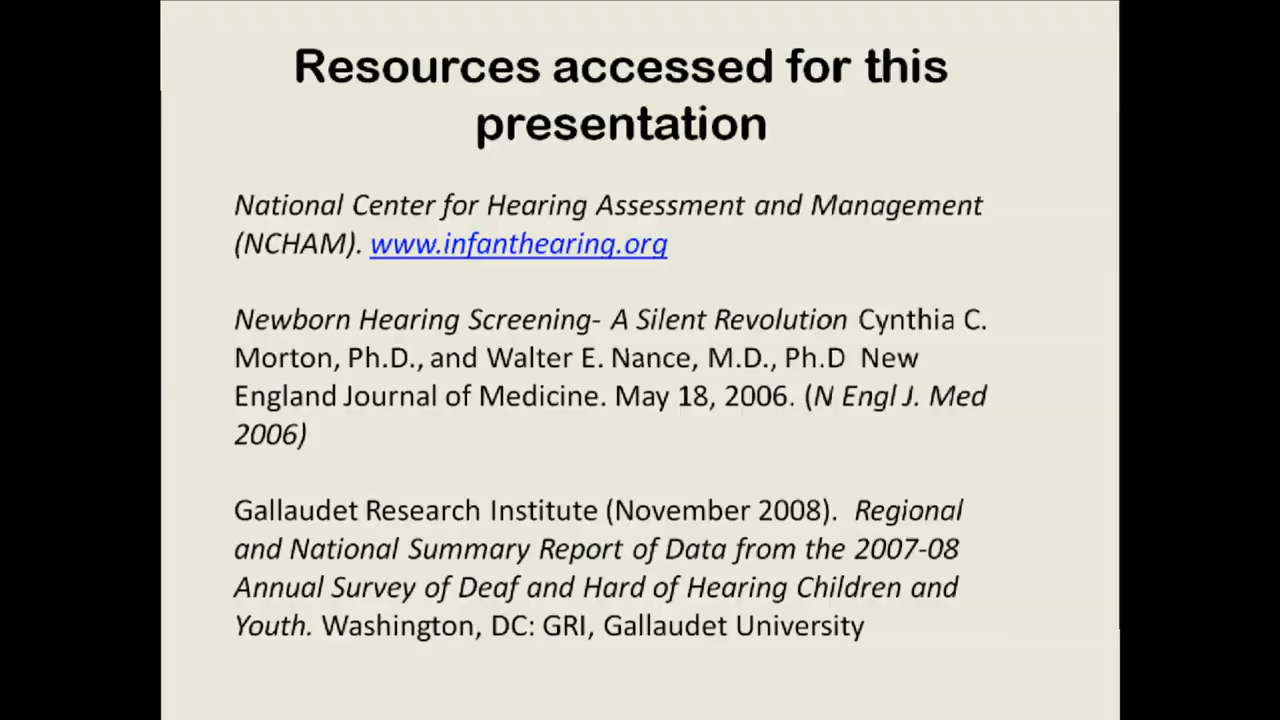 Resources accessed for this
presentation
National Center for Hearing Assessment and Management
(NCHAM). www.infanthearing.org
Newborn Hearing Screening- A Silent Revolution Cynthia C.
Morton, Ph.D., and Walter E. Nance, M.D., Ph.D  New
England Journal of Medicine. May 18, 2006. (N Engl J. Med
2006)
Gallaudet Research Institute (November 2008).  Regional
and National Summary Report of Data from the 2007-08
Annual Survey of Deaf and Hard of Hearing Children and
Youth. Washington, DC: GRI, Gallaudet University